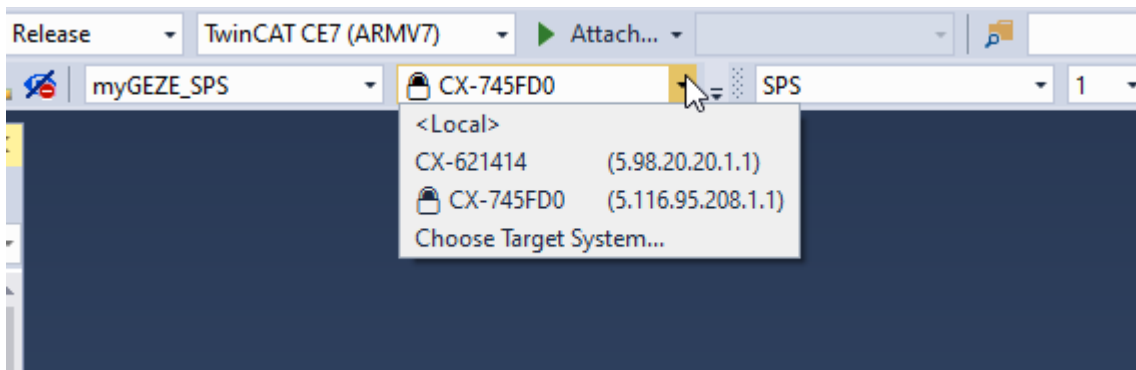 Release TwinCAT CE7 (ARMV7) Attach...
myGEZE_SPS CX-745FD0 SPS 1
<Local>
CX-621414 (5.98.20.20.1.1)
CX-745FD0 (5.116.95.208.1.1)
Choose Target System...